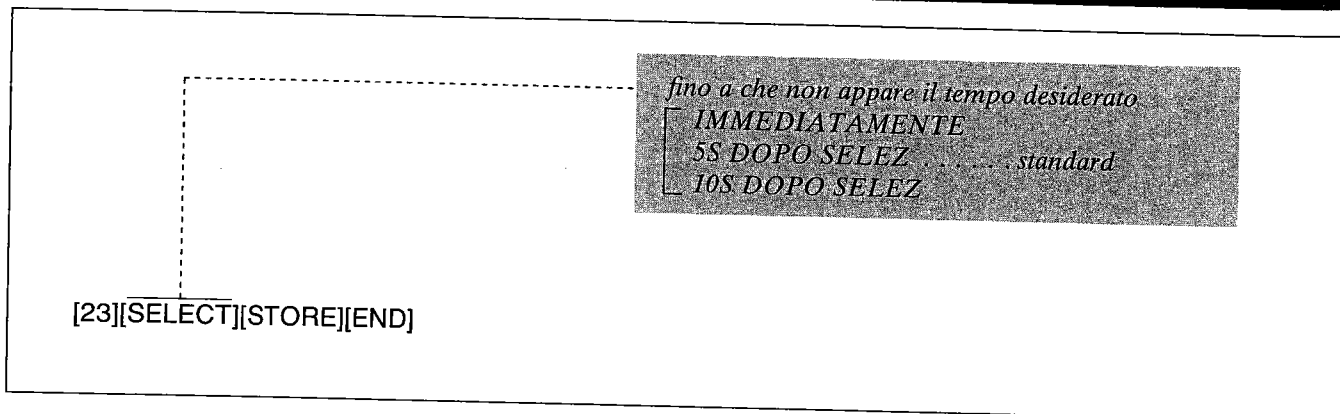 fino a che non appare il tempo desiderato
IMMEDIATAMENTE
5S DOPO SELEZ . . . . . . . standard
10S DOPO SELEZ
[23][SELECT][STORE][END]